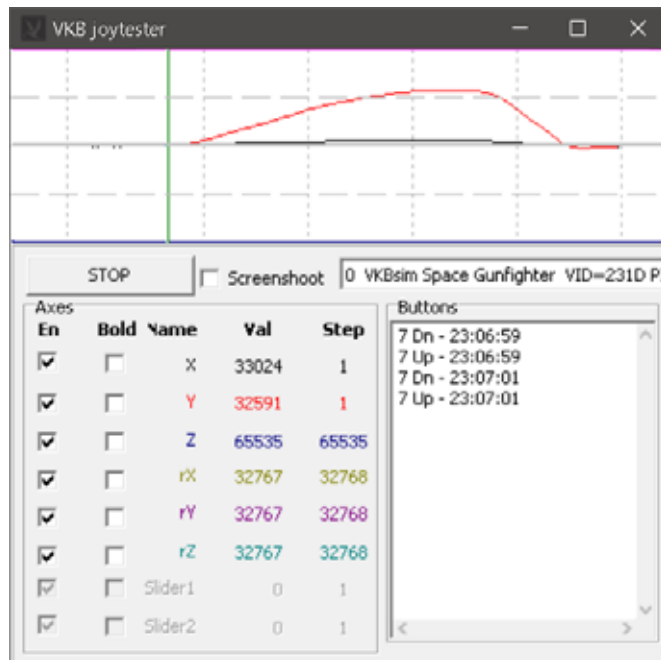 VKB joytester
STOP
Screenshoot
0 VKBsim Space Gunfighter VID=231D P
Axes
Buttons
En Bold Name Val Step
X 33024 1
Y 32591 1
Z 65535 65535
rX 32767 32768
rY 32767 32768
rZ 32767 32768
Slider1 0 1
Slider2 0 1
7 Dn - 23:06:59
7 Up - 23:06:59
7 Dn - 23:07:01
7 Up - 23:07:01